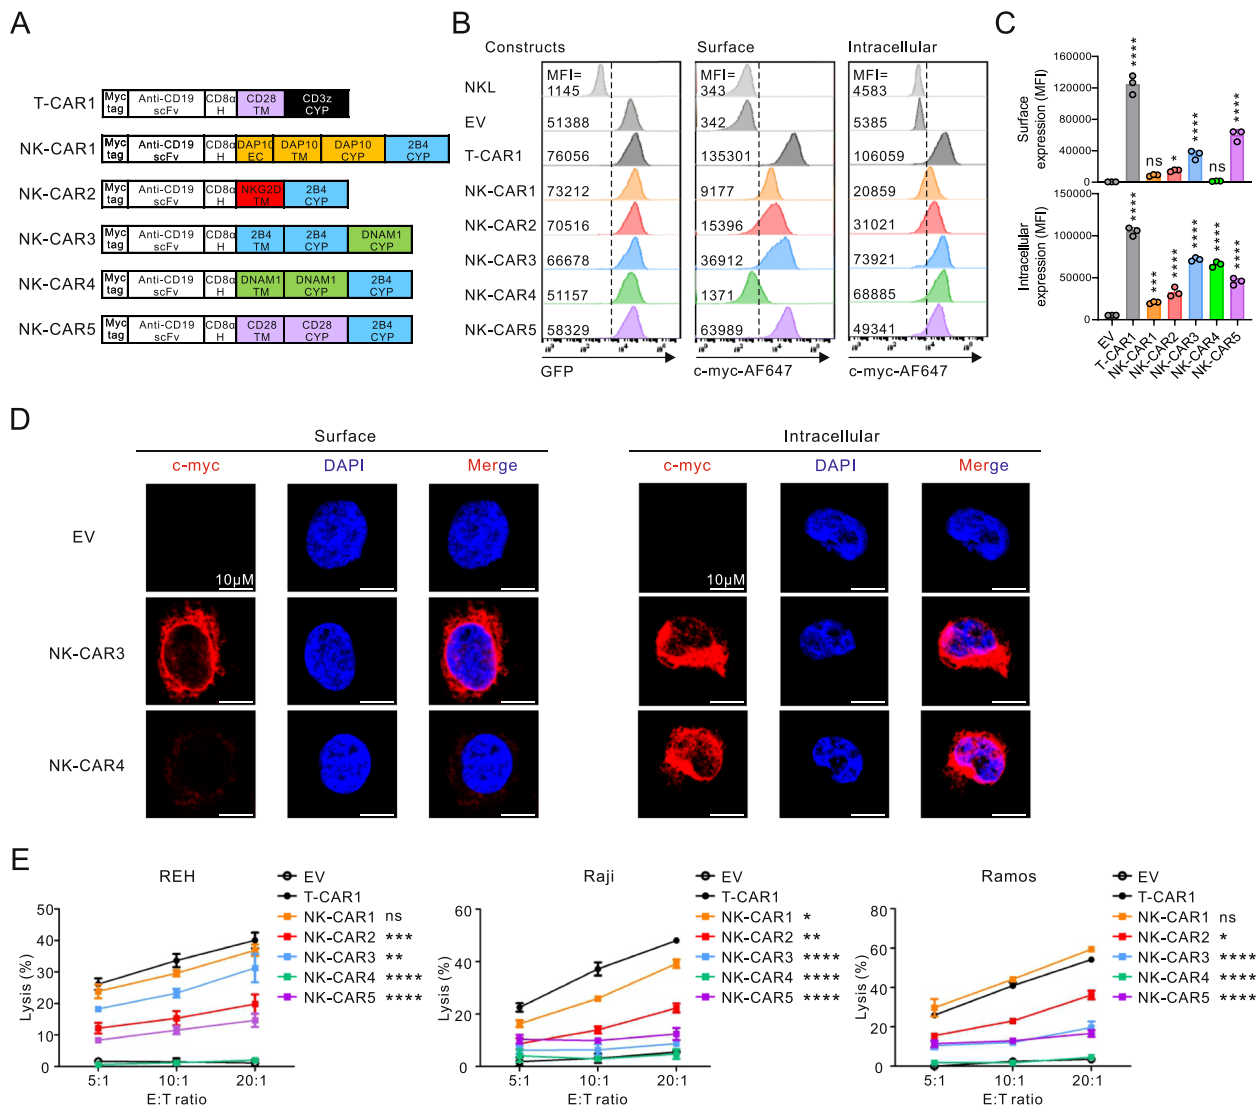 A
T-CAR1
Myc tag
Anti-CD19 scFv
CD8α H
CD28 TM
CD3z CYP
NK-CAR1
Myc tag
Anti-CD19 scFv
CD8α H
DAP10 EC
DAP10 TM
DAP10 CYP
2B4 CYP
NK-CAR2
Myc tag
Anti-CD19 scFv
CD8α H
NKG2D TM
2B4 CYP
NK-CAR3
Myc tag
Anti-CD19 scFv
CD8α H
2B4 TM
2B4 CYP
DNAM1 CYP
NK-CAR4
Myc tag
Anti-CD19 scFv
CD8α H
DNAM1 TM
DNAM1 CYP
2B4 CYP
NK-CAR5
Myc tag
Anti-CD19 scFv
CD8α H
CD28 TM
CD28 CYP
2B4 CYP
B
Constructs Surface Intracellular
MFI= MFI= MFI=
NKL 1145 343 4583
EV 51388 342 5385
T-CAR1 76056 135301 106059
NK-CAR1 73212 9177 20859
NK-CAR2 70516 15396 31021
NK-CAR3 66678 36912 73921
NK-CAR4 51157 1371 68885
NK-CAR5 58329 63989 49341
GFP c-myc-AF647 c-myc-AF647
C
Surface expression (MFI)
160000
120000
80000
40000
0
**** ns * **** ns ****
Intracellular expression (MFI)
150000
100000
50000
0
**** *** **** **** **** ****
EV T-CAR1 NK-CAR1 NK-CAR2 NK-CAR3 NK-CAR4 NK-CAR5
D
Surface Intracellular
c-myc DAPI Merge c-myc DAPI Merge
EV
10μM 10μM
NK-CAR3
NK-CAR4
E
REH
Lysis (%)
50
40
30
20
10
0
5:1 10:1 20:1
E:T ratio
EV
T-CAR1
NK-CAR1 ns
NK-CAR2 ***
NK-CAR3 **
NK-CAR4 ****
NK-CAR5 ****
Raji
Lysis (%)
60
40
20
0
5:1 10:1 20:1
E:T ratio
EV
T-CAR1
NK-CAR1 *
NK-CAR2 **
NK-CAR3 ****
NK-CAR4 ****
NK-CAR5 ****
Ramos
Lysis (%)
80
60
40
20
0
5:1 10:1 20:1
E:T ratio
EV
T-CAR1
NK-CAR1 ns
NK-CAR2 *
NK-CAR3 ****
NK-CAR4 ****
NK-CAR5 ****